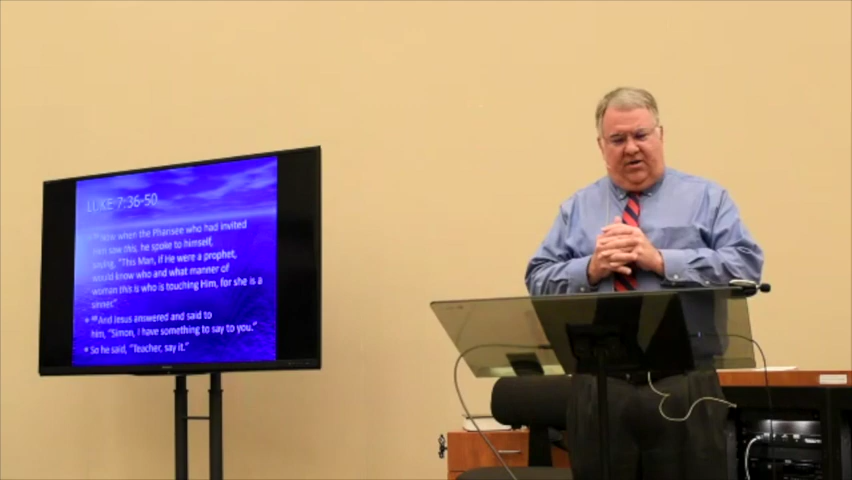 LUKE 7:36-50
39 Now when the Pharisee who had invited
Him saw this, he spoke to himself,
saying, "This Man, if He were a prophet,
would know who and what manner of
woman this is who is touching Him, for she is a
sinner."
40 And Jesus answered and said to
him, "Simon, I have something to say to you."
So he said, "Teacher, say it."